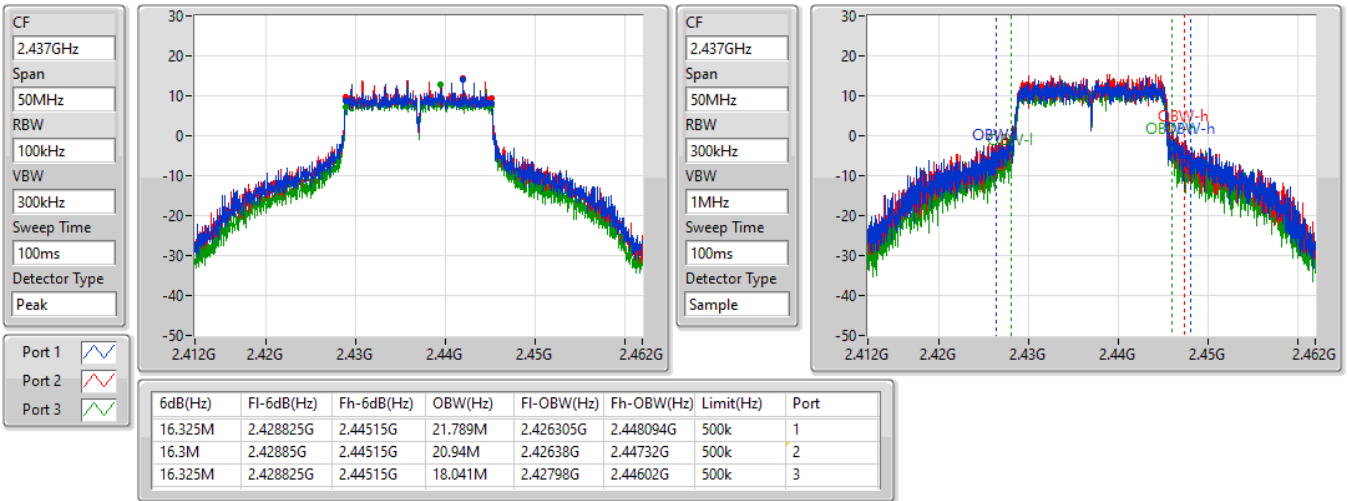 CF
2.437GHz
Span
50MHz
RBW
100kHz
VBW
300kHz
Sweep Time
100ms
Detector Type
Peak
30
20
10
0
-10
-20
-30
-40
-50
2.412G 2.42G 2.43G 2.44G 2.45G 2.462G
CF
2.437GHz
Span
50MHz
RBW
300kHz
VBW
1MHz
Sweep Time
100ms
Detector Type
Sample
30
20
10
0
-10
-20
-30
-40
-50
OBW-h
OBW-h
2.412G 2.42G 2.43G 2.44G 2.45G 2.462G
Port 1
Port 2
Port 3
6dB(Hz) Fl-6dB(Hz) Fh-6dB(Hz) OBW(Hz) Fl-OBW(Hz) Fh-OBW(Hz) Limit(Hz) Port
16.325M 2.428825G 2.44515G 21.789M 2.426305G 2.448094G 500k 1
16.3M 2.42885G 2.44515G 20.94M 2.42638G 2.44732G 500k 2
16.325M 2.428825G 2.44515G 18.041M 2.42798G 2.44602G 500k 3